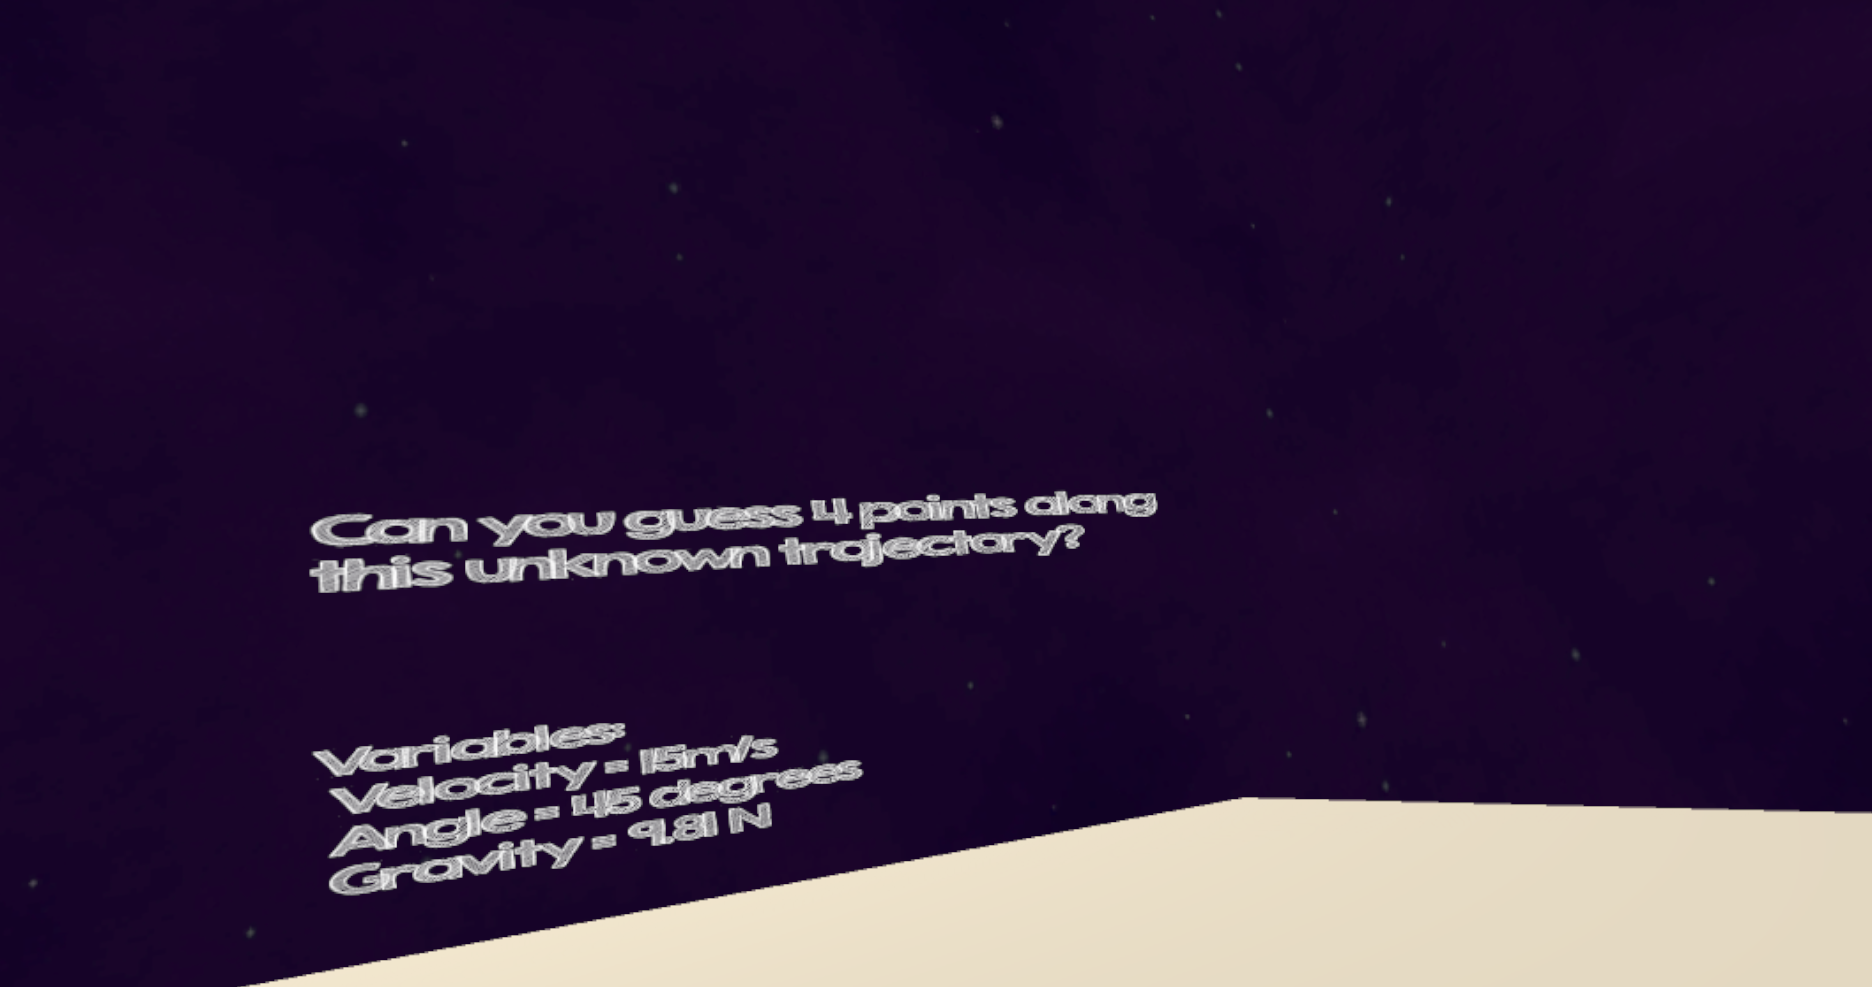 Can you guess 4 points along
this unknown trajectory?
Variables:
Velocity = 15m/s
Angle = 45 degrees
Gravity = 9.81 N